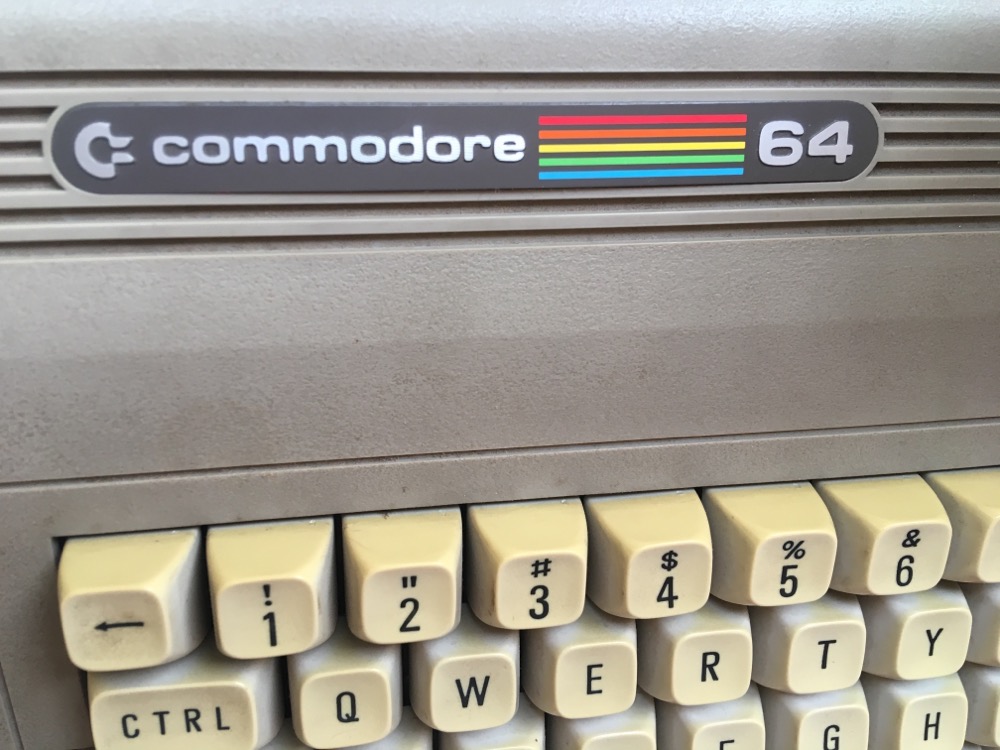 commodore 64
! " # $ % &
← 1 2 3 4 5 6
CTRL Q W E R T Y
G H